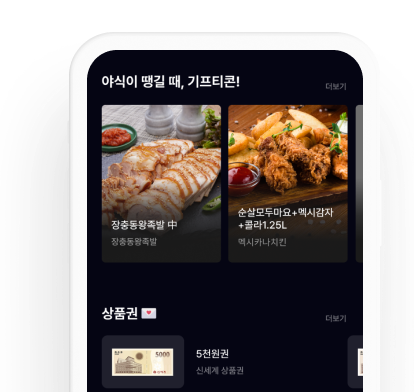 야식이 땡길 때, 기프티콘!
더보기
장충동왕족발 中
장충동왕족발
순살모두마요+멕시감자
+콜라1.25L
멕시카나치킨
상품권 💌
더보기
5000
5천원권
신세계 상품권